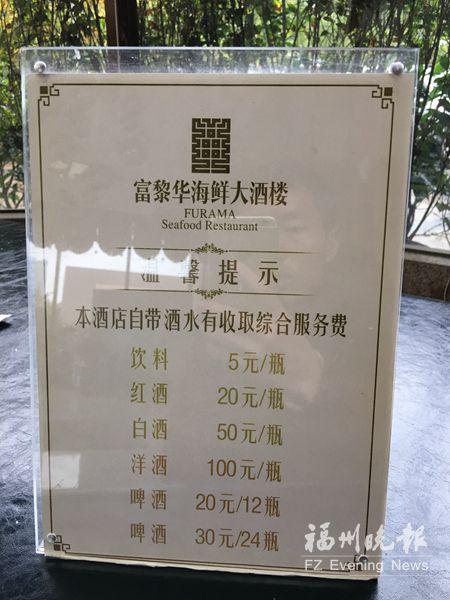 富黎华海鲜大酒楼
FURAMA
Seafood Restaurant
温馨提示
本酒店自带酒水有收取综合服务费
饮料 5元/瓶
红酒 20元/瓶
白酒 50元/瓶
洋酒 100元/瓶
啤酒 20元/12瓶
啤酒 30元/24瓶
福州晚报
FZ Evening News